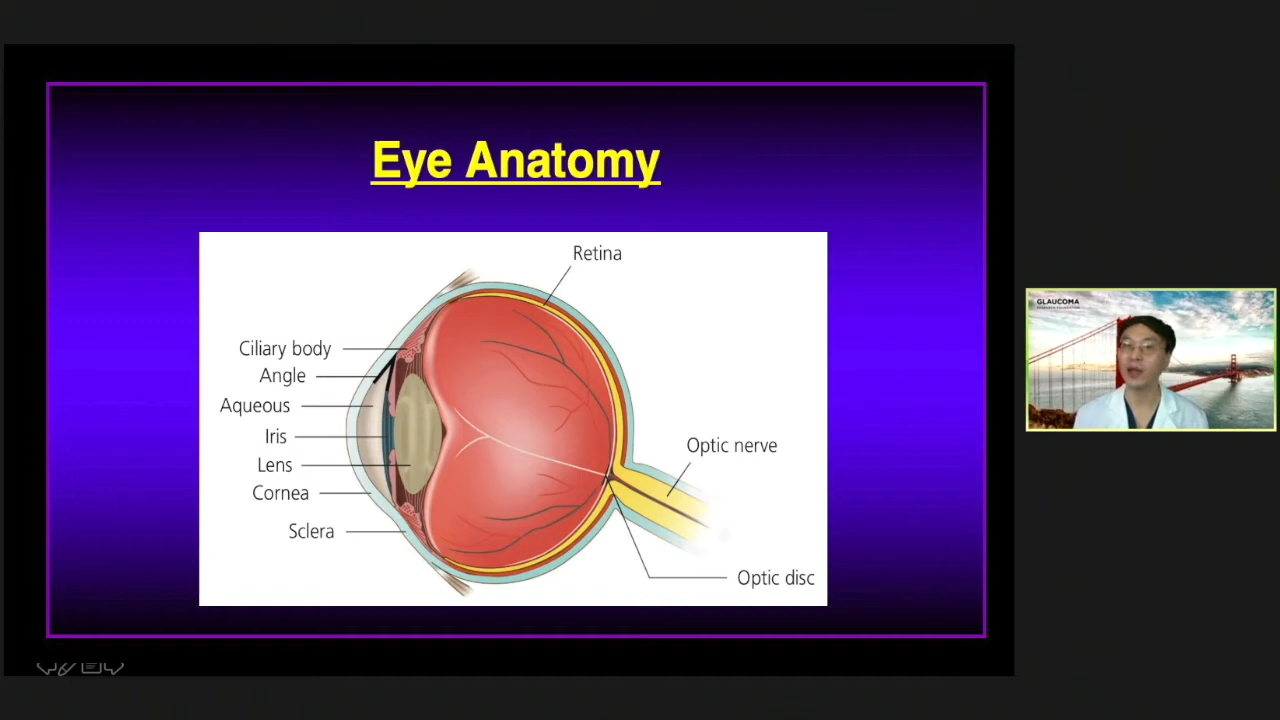 Eye Anatomy
Retina
Ciliary body
Angle
Aqueous
Iris
Lens
Cornea
Sclera
Optic nerve
Optic disc
GLAUCOMA